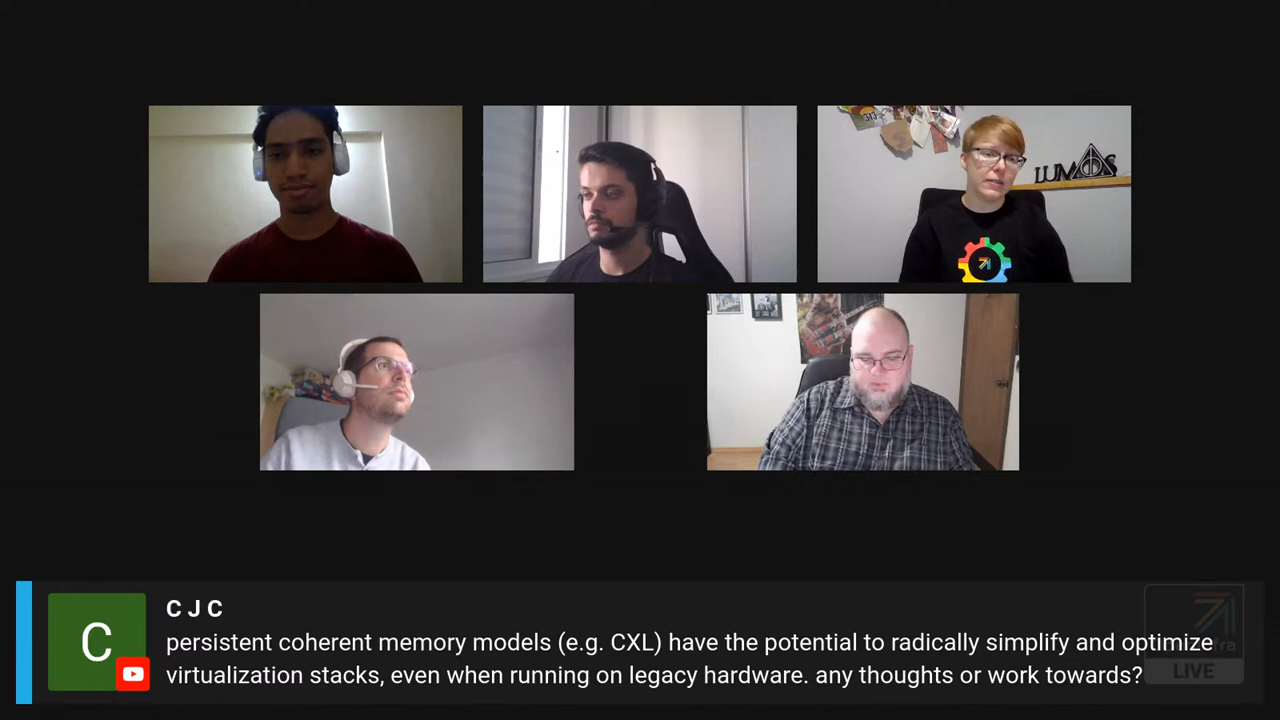 LUMOS
C J C
C
persistent coherent memory models (e.g. CXL) have the potential to radically simplify and optimize
virtualization stacks, even when running on legacy hardware. any thoughts or work towards?
LIVE